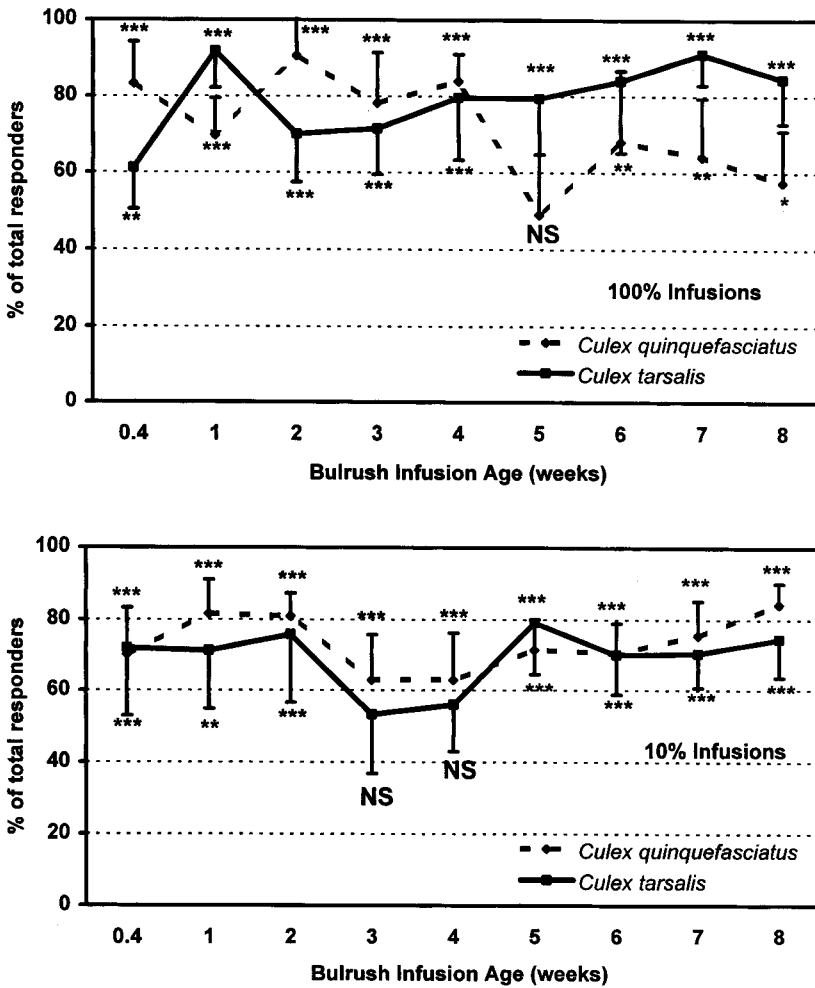 100
80
60
40
20
0
% of total responders
*** *** *** *** *** *** *** *** ***
** *** *** *** *** NS ** ** *
100% Infusions
Culex quinquefasciatus
Culex tarsalis
0.4 1 2 3 4 5 6 7 8
Bulrush Infusion Age (weeks)
100
80
60
40
20
0
% of total responders
*** *** *** *** *** *** *** *** ***
*** ** *** NS NS *** *** *** ***
10% Infusions
Culex quinquefasciatus
Culex tarsalis
0.4 1 2 3 4 5 6 7 8
Bulrush Infusion Age (weeks)